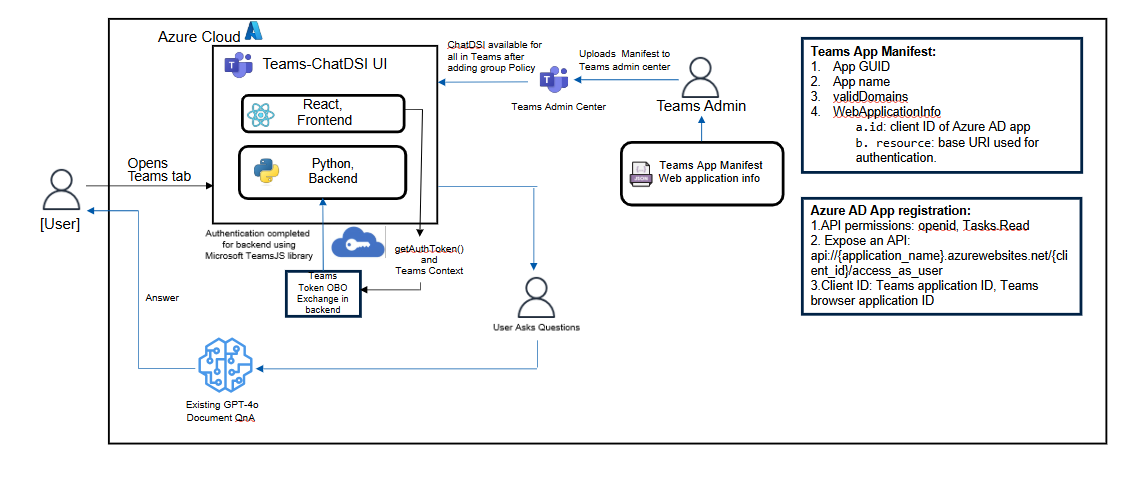 Azure Cloud
Teams-ChatDSI UI
React,
Frontend
Python,
Backend
ChatDSI available for
all in Teams after
adding group Policy
Teams Admin Center
Uploads Manifest to
Teams admin center
Teams Admin
Teams App Manifest
Web application info
JSON
Teams App Manifest:
1. App GUID
2. App name
3. validDomains
4. WebApplicationInfo
a.id: client ID of Azure AD app
b. resource: base URI used for
authentication.
Azure AD App registration:
1.API permissions: openid, Tasks.Read
2. Expose an API:
api://{application_name}.azurewebsites.net/{cli
ent_id}/access_as_user
3.Client ID: Teams application ID, Teams
browser application ID
Opens
Teams tab
[User]
Authentication completed
for backend using
Microsoft TeamsJS library
getAuthToken()
and
Teams Context
Teams
Token OBO
Exchange in
backend
Answer
User Asks Questions
Existing GPT-4o
Document QnA